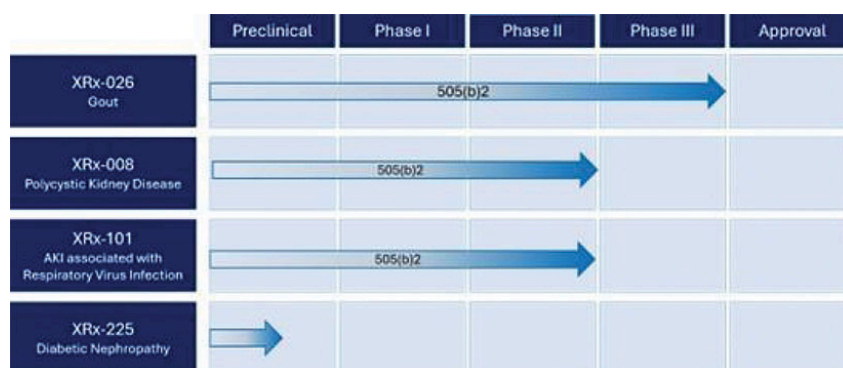 Preclinical Phase I Phase II Phase III Approval
XRx-026
Gout
505(b)2
XRx-008
Polycystic Kidney Disease
505(b)2
XRx-101
AKI associated with
Respiratory Virus Infection
505(b)2
XRx-225
Diabetic Nephropathy